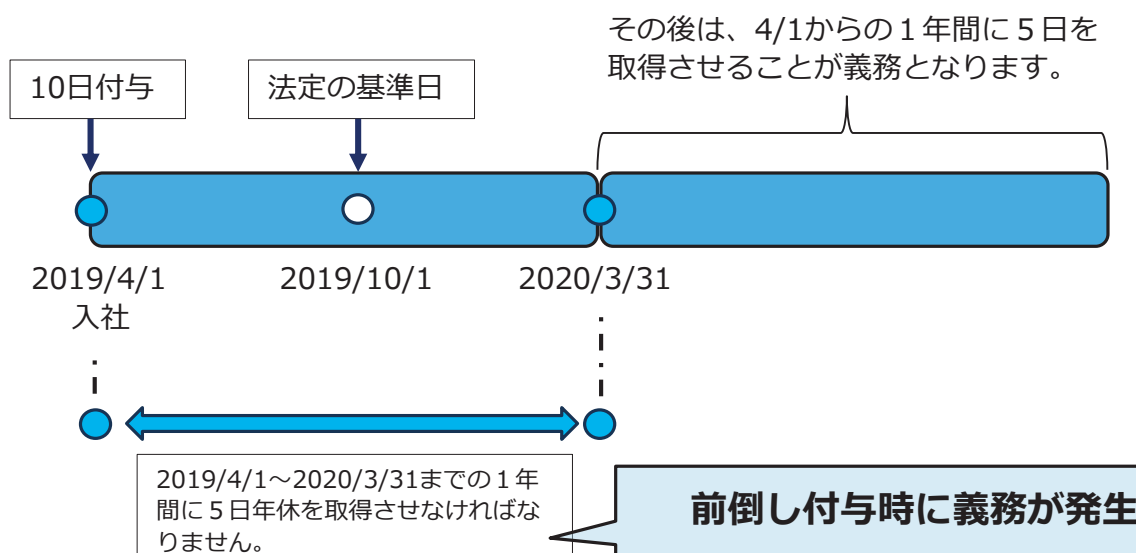 その後は、4/1からの１年間に５日を
取得させることが義務となります。
10日付与
法定の基準日
2019/4/1
入社
2019/10/1
2020/3/31
2019/4/1～2020/3/31までの１年
間に５日年休を取得させなければな
りません。
前倒し付与時に義務が発生